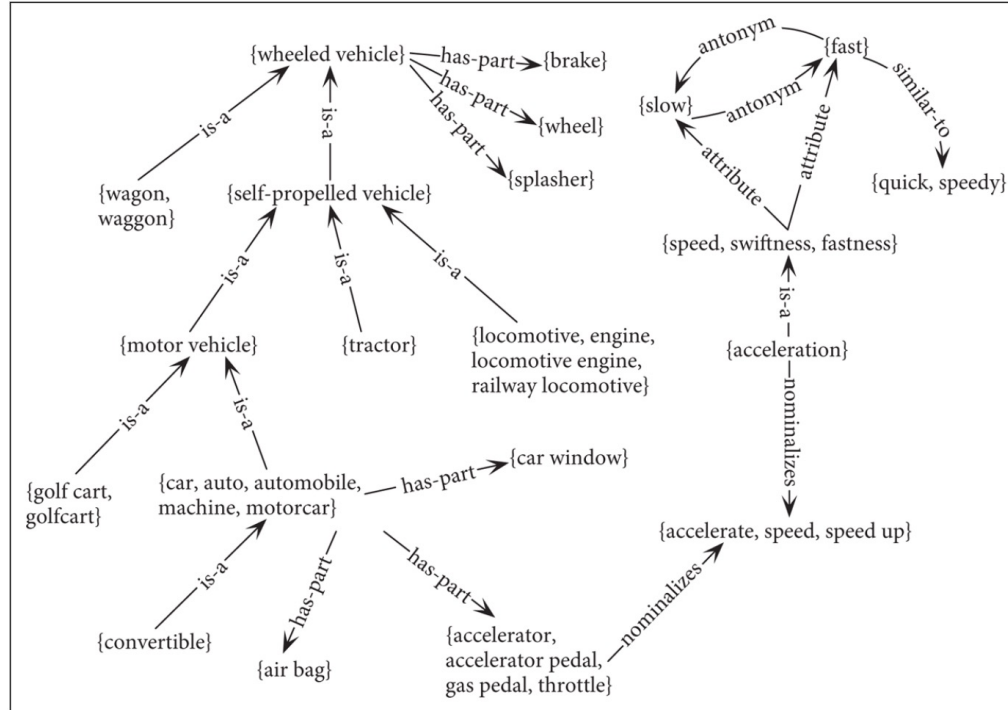 {wheeled vehicle}
has-part
{brake}
has-part
{wheel}
has-part
{splasher}
is-a
is-a
{wagon,
waggon}
{self-propelled vehicle}
is-a
is-a
is-a
{motor vehicle}
{tractor}
{locomotive, engine,
locomotive engine,
railway locomotive}
is-a
is-a
{golf cart,
golfcart}
{car, auto, automobile,
machine, motorcar}
has-part
{car window}
is-a
has-part
has-part
{convertible}
{air bag}
{accelerator,
accelerator pedal,
gas pedal, throttle}
nominalizes
antonym
{fast}
{slow}
antonym
similar-to
attribute
attribute
{quick, speedy}
{speed, swiftness, fastness}
is-a
{acceleration}
nominalizes
{accelerate, speed, speed up}